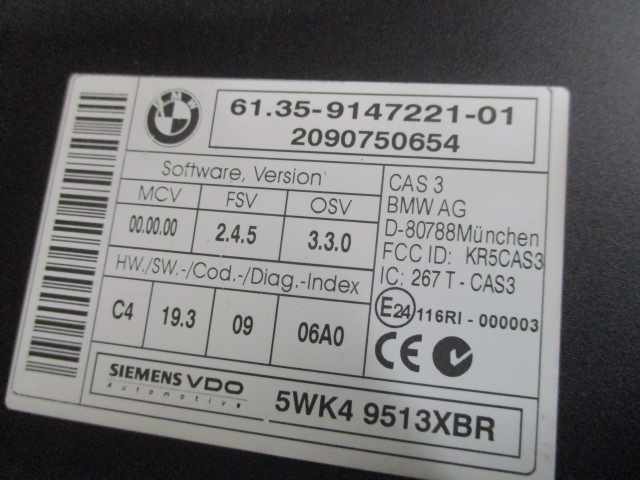 BMW
61.35-9147221-01
2090750654
Software, Version
MCV FSV OSV
00.00.00 2.4.5 3.3.0
HW./SW.-/Cod.-/Diag.-Index
C4 19.3 09 06A0
CAS 3
BMW AG
D-80788München
FCC ID: KR5CAS3
IC: 267 T - CAS3
E24 116RI - 000003
CE
SIEMENS VDO
automotive
5WK4 9513XBR